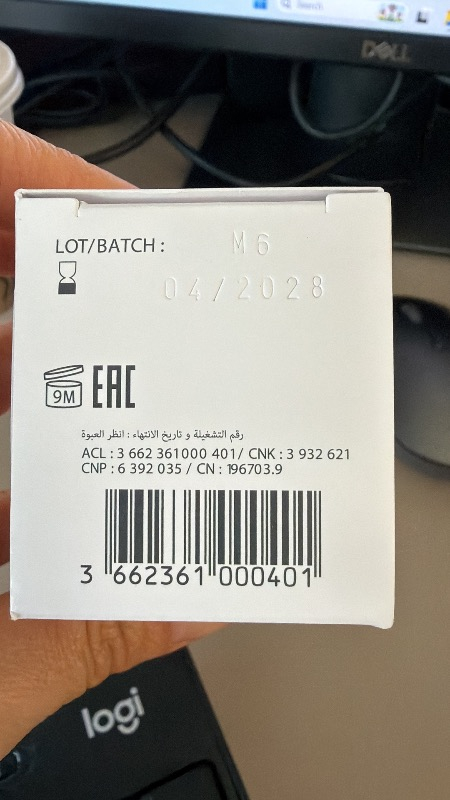 Search
DELL
LOT/BATCH : M6
04/2028
9M EAC
رقم التشغيلة و تاريخ الانتهاء : انظر العبوة
ACL : 3 662 361000 401/ CNK : 3 932 621
CNP : 6 392 035 / CN : 196703.9
3 662361 000401
logi